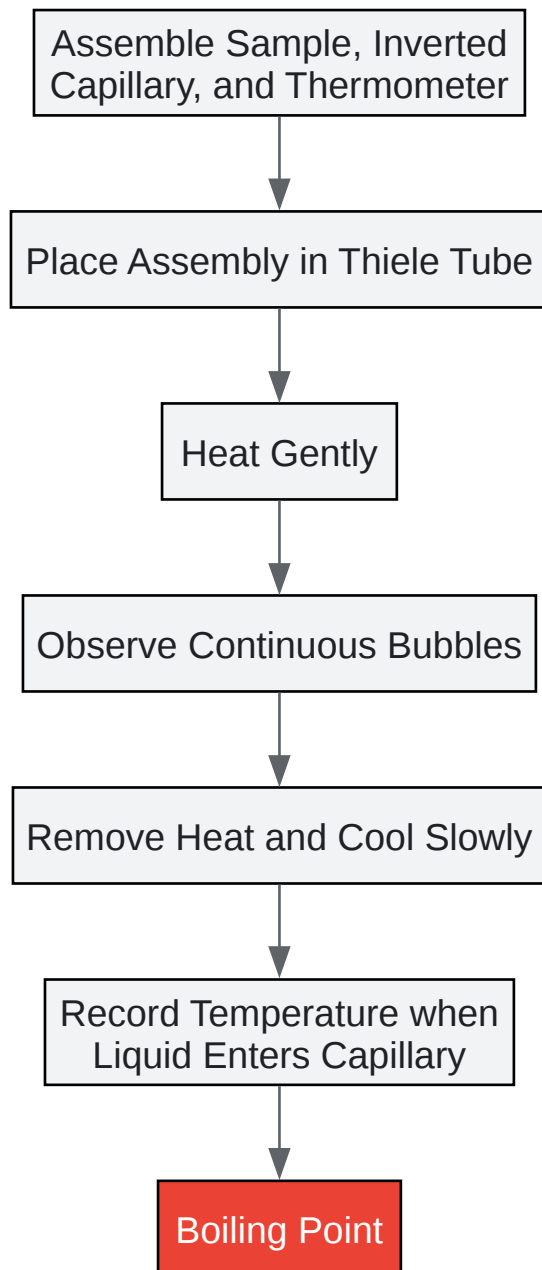 Assemble Sample, Inverted
Capillary, and Thermometer
Place Assembly in Thiele Tube
Heat Gently
Observe Continuous Bubbles
Remove Heat and Cool Slowly
Record Temperature when
Liquid Enters Capillary
Boiling Point